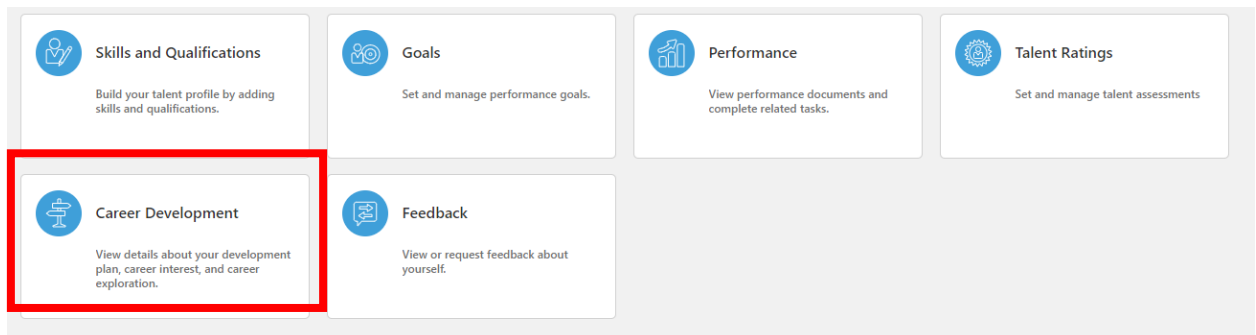 Skills and Qualifications
Build your talent profile by adding
skills and qualifications.
Goals
Set and manage performance goals.
Performance
View performance documents and
complete related tasks.
Talent Ratings
Set and manage talent assessments
Career Development
View details about your development
plan, career interest, and career
exploration.
Feedback
View or request feedback about
yourself.